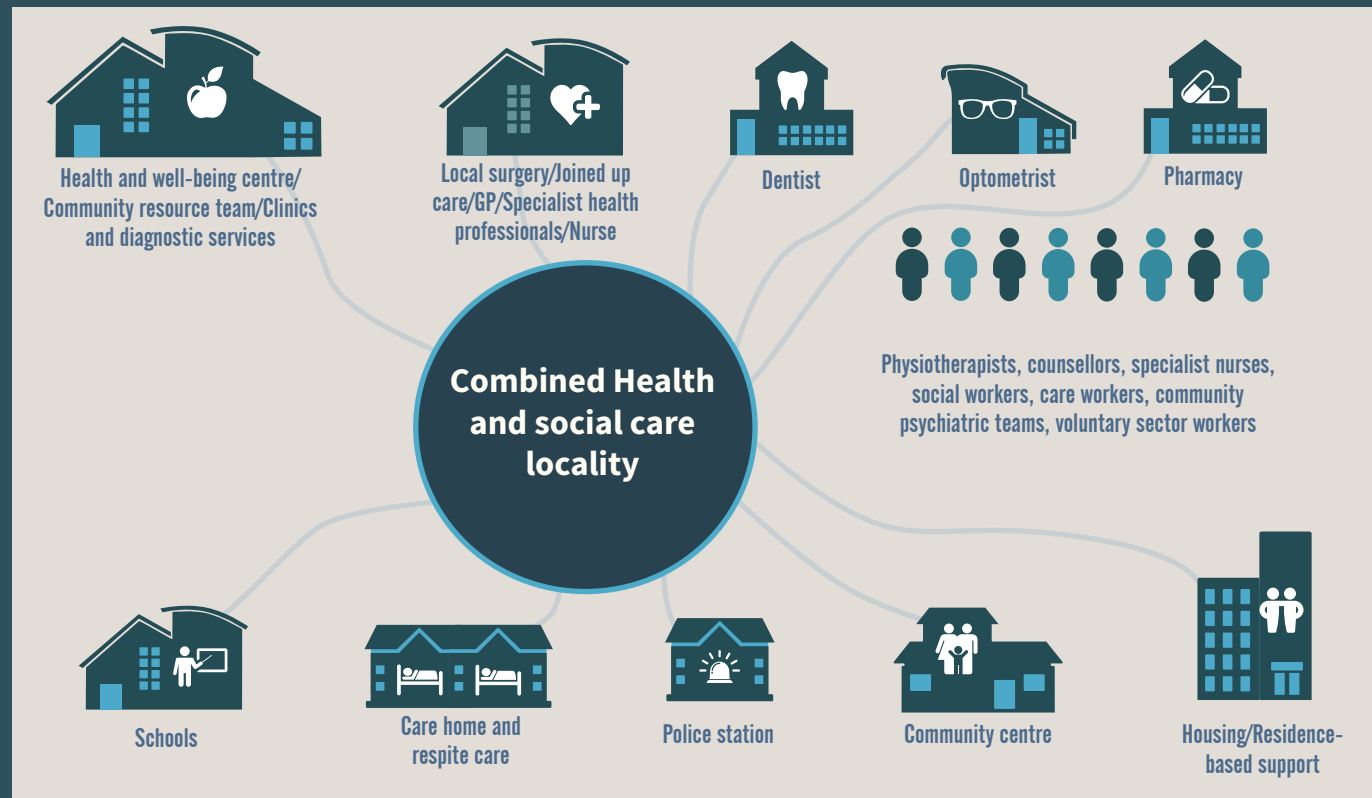 Health and well-being centre/
Community resource team/Clinics
and diagnostic services
Local surgery/Joined up
care/GP/Specialist health
professionals/Nurse
Dentist
Optometrist
Pharmacy
Physiotherapists, counsellors, specialist nurses,
social workers, care workers, community
psychiatric teams, voluntary sector workers
Combined Health
and social care
locality
Schools
Care home and
respite care
Police station
Community centre
Housing/Residence-
based support